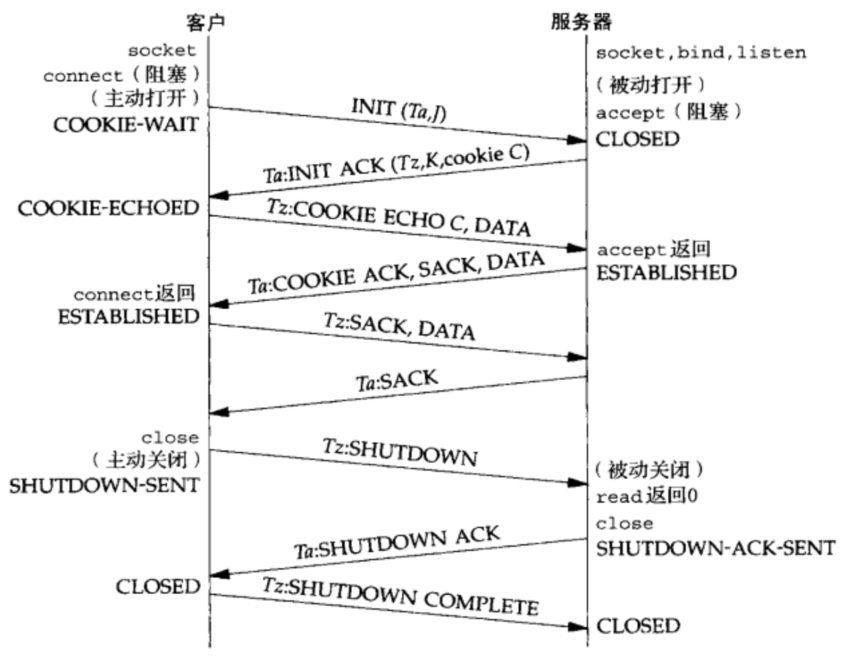 客户
服务器
socket
connect（阻塞）
（主动打开）
COOKIE-WAIT
socket,bind,listen
（被动打开）
accept（阻塞）
CLOSED
INIT (Ta,J)
Ta:INIT ACK (Tz,K,cookie C)
COOKIE-ECHOED
Tz:COOKIE ECHO C, DATA
accept返回
ESTABLISHED
Ta:COOKIE ACK, SACK, DATA
connect返回
ESTABLISHED
Tz:SACK, DATA
Ta:SACK
close
（主动关闭）
SHUTDOWN-SENT
Tz:SHUTDOWN
（被动关闭）
read返回0
close
SHUTDOWN-ACK-SENT
Ta:SHUTDOWN ACK
CLOSED
Tz:SHUTDOWN COMPLETE
CLOSED